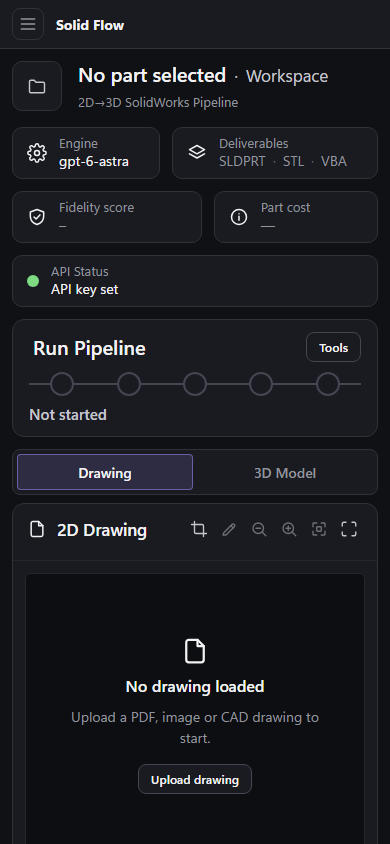 Solid Flow
No part selected · Workspace
2D→3D SolidWorks Pipeline
Engine
gpt-6-astra
Deliverables
SLDPRT · STL · VBA
Fidelity score
–
Part cost
—
API Status
API key set
Run Pipeline
Tools
Not started
Drawing
3D Model
2D Drawing
No drawing loaded
Upload a PDF, image or CAD drawing to
start.
Upload drawing